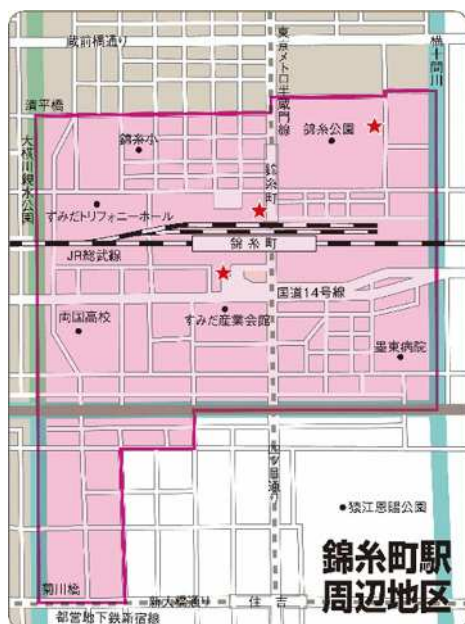 蔵前橋通り
東京メトロ半蔵門線
横十間川
清平橋
大横川親水公園
錦糸小
錦糸公園
錦糸町
すみだトリフォニーホール
錦糸町
JR総武線
国道14号線
両国高校
すみだ産業会館
墨東病院
四ツ目通り
猿江恩賜公園
錦糸町駅
周辺地区
菊川橋
新大橋通り
住吉
都営地下鉄新宿線